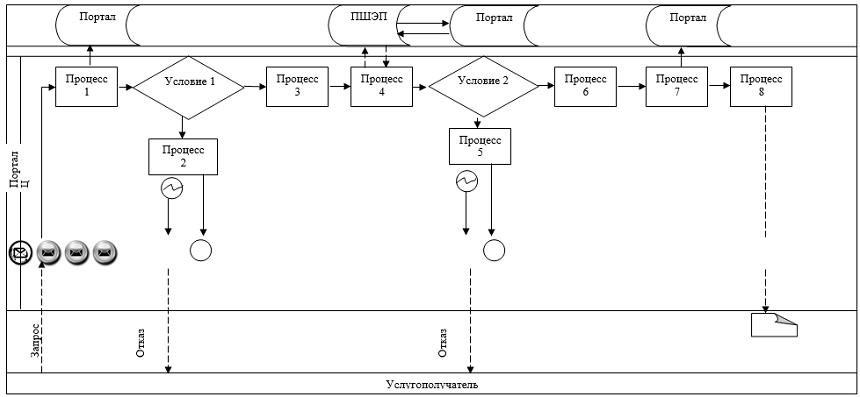 Портал
ПШЭП
Портал
Портал
Процесс
1
Условие 1
Процесс
3
Процесс
4
Условие 2
Процесс
6
Процесс
7
Процесс
8
Процесс
2
Процесс
5
Портал
Ц
Запрос
Отказ
Отказ
Услугополучатель